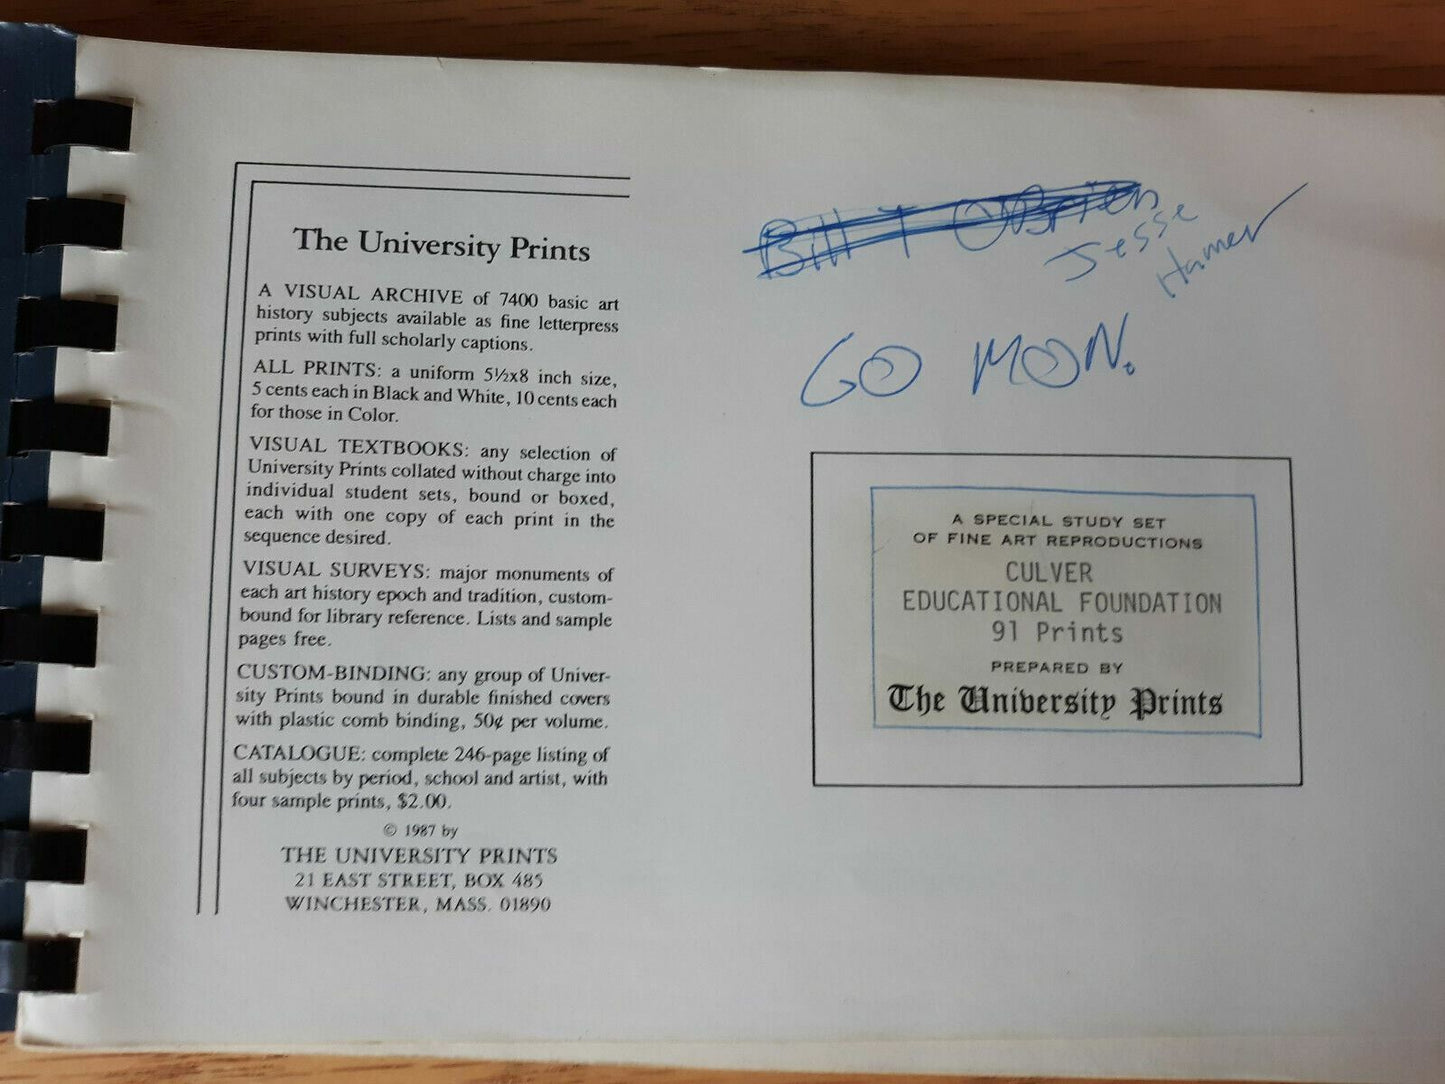 The University Prints
A VISUAL ARCHIVE of 7400 basic art
history subjects available as fine letterpress
prints with full scholarly captions.
ALL PRINTS: a uniform 5½x8 inch size,
5 cents each in Black and White, 10 cents each
for those in Color.
VISUAL TEXTBOOKS: any selection of
University Prints collated without charge into
individual student sets, bound or boxed,
each with one copy of each print in the
sequence desired.
VISUAL SURVEYS: major monuments of
each art history epoch and tradition, custom-
bound for library reference. Lists and sample
pages free.
CUSTOM-BINDING: any group of Univer-
sity Prints bound in durable finished covers
with plastic comb binding, 50¢ per volume.
CATALOGUE: complete 246-page listing of
all subjects by period, school and artist, with
four sample prints, $2.00.
© 1987 by
THE UNIVERSITY PRINTS
21 EAST STREET, BOX 485
WINCHESTER, MASS. 01890
Bill T OBrien
Jesse
Hamer
GO MON.
A SPECIAL STUDY SET
OF FINE ART REPRODUCTIONS
CULVER
EDUCATIONAL FOUNDATION
91 Prints
PREPARED BY
The University Prints